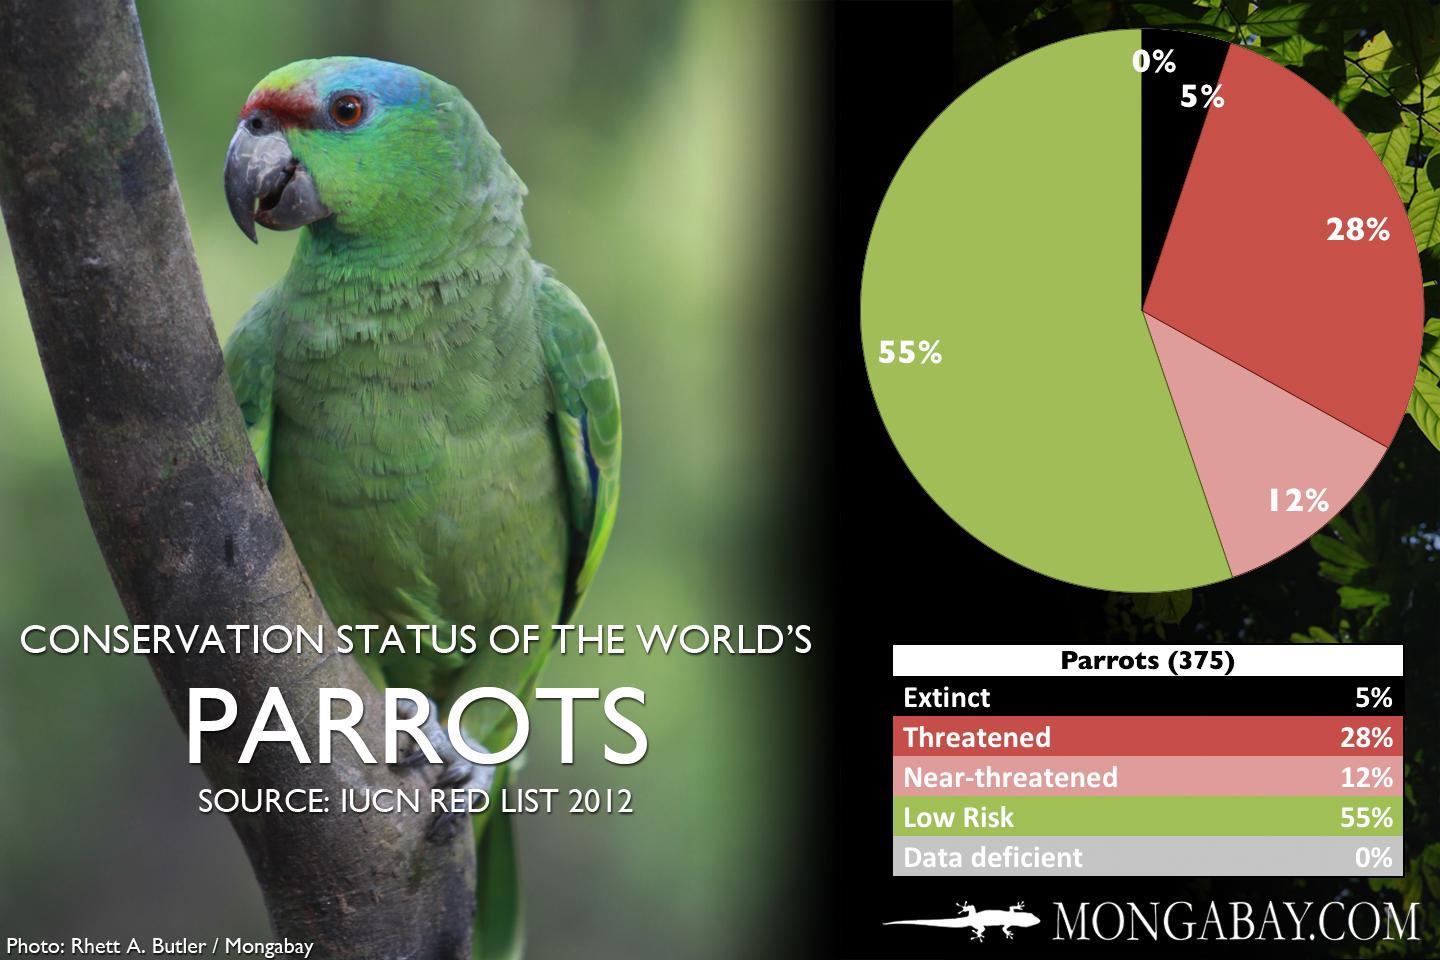 CONSERVATION STATUS OF THE WORLD'S
PARROTS
SOURCE: IUCN RED LIST 2012
Photo: Rhett A. Butler / Mongabay
0%
5%
28%
12%
55%
Parrots (375)
Extinct 5%
Threatened 28%
Near-threatened 12%
Low Risk 55%
Data deficient 0%
MONGABAY.COM